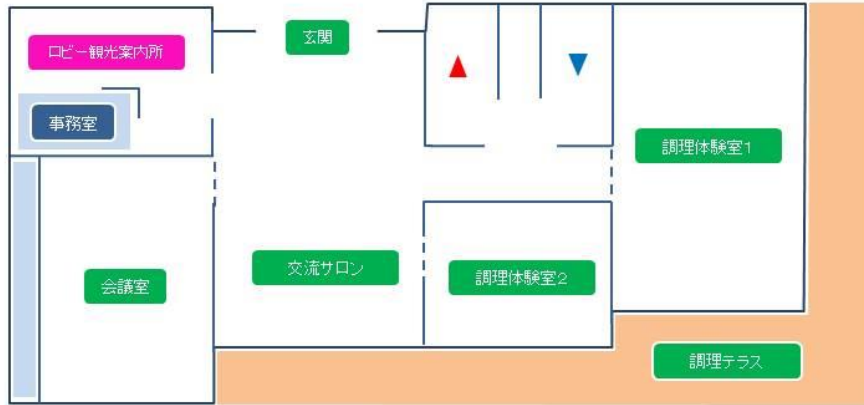 玄関
ロビー観光案内所
事務室
調理体験室1
会議室
交流サロン
調理体験室2
調理テラス